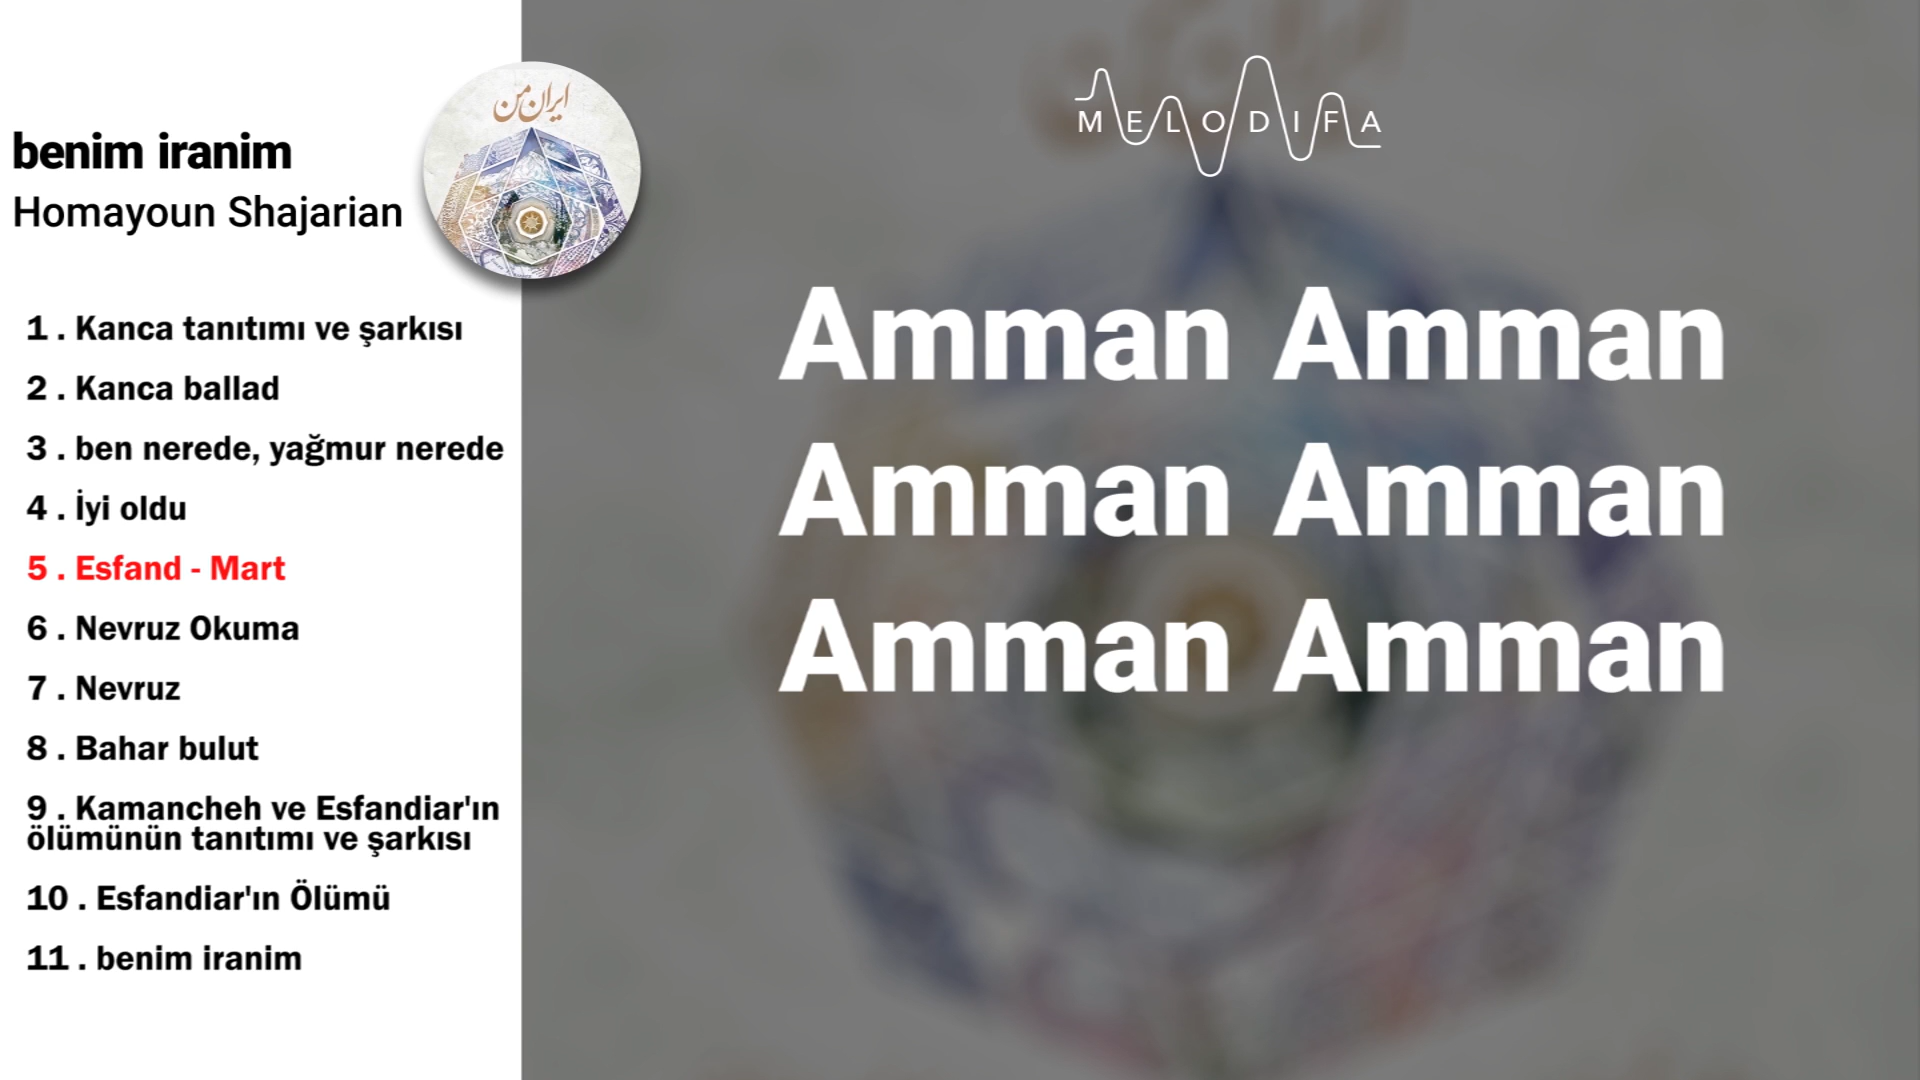 benim iranim
Homayoun Shajarian
ایران من
1 . Kanca tanıtımı ve şarkısı
2 . Kanca ballad
3 . ben nerede, yağmur nerede
4 . İyi oldu
5 . Esfand - Mart
6 . Nevruz Okuma
7 . Nevruz
8 . Bahar bulut
9 . Kamancheh ve Esfandiar'ın
ölümünün tanıtımı ve şarkısı
10 . Esfandiar'ın Ölümü
11 . benim iranim
MELODIFA
Amman Amman
Amman Amman
Amman Amman